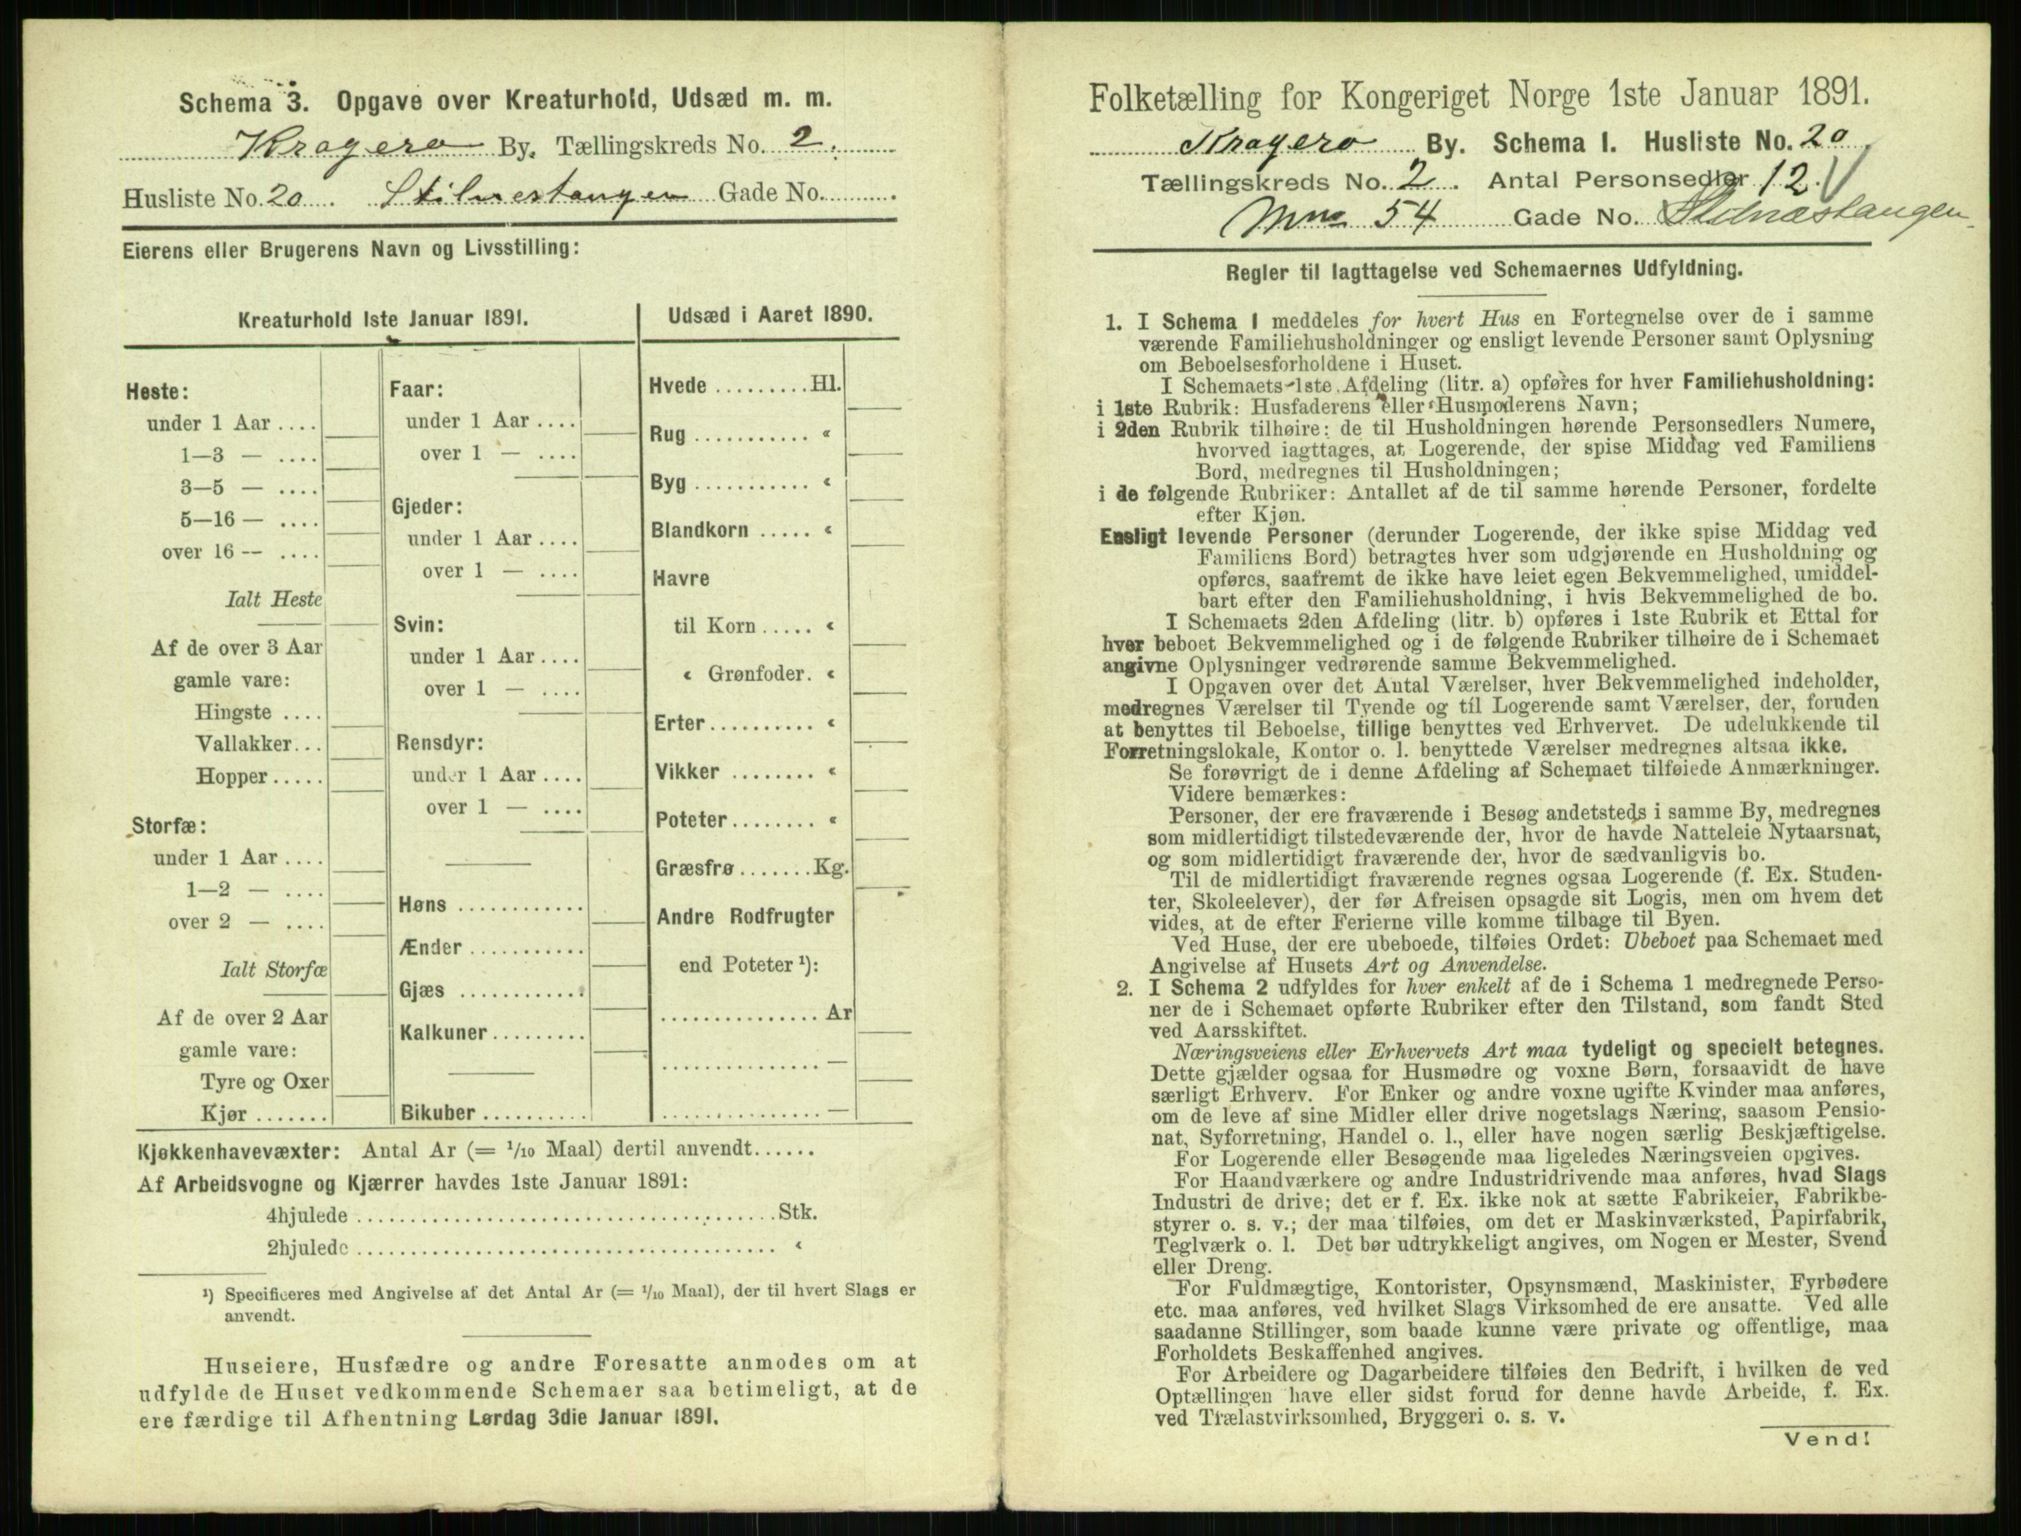 Schema 3. Opgave over Kreaturhold, Udsæd m. m.
Kragerø By. Tællingskreds No. 2.
Husliste No. 20. Stilnestangen Gade No.
Eierens eller Brugerens Navn og Livsstilling:
Kreaturhold 1ste Januar 1891.
Heste:
under 1 Aar ....
1—3 — ....
3—5 — ....
5—16 — ....
over 16 — ....
Ialt Heste
Af de over 3 Aar
gamle vare:
Hingste ....
Vallakker...
Hopper.....
Storfæ:
under 1 Aar ....
1—2 — ....
over 2 — ....
Ialt Storfæ
Af de over 2 Aar
gamle vare:
Tyre og Oxer
Kjør .......
Faar:
under 1 Aar ....
over 1 — ....
Gjeder:
under 1 Aar ....
over 1 — ....
Svin:
under 1 Aar ....
over 1 — ....
Rensdyr:
under 1 Aar ....
over 1 — ....
Høns ............
Ænder ...........
Gjæs ............
Kalkuner.........
Bikuber ..........
Udsæd i Aaret 1890.
Hvede .........Hl.
Rug ........... «
Byg ........... «
Blandkorn ..... «
Havre
til Korn ..... «
« Grønfoder. «
Erter.......... «
Vikker ........ «
Poteter........ «
Græsfrø.......Kg.
Andre Rodfrugter
end Poteter ¹):
............... Ar
............... —
............... —
Kjøkkenhavevæxter: Antal Ar (= 1/10 Maal) dertil anvendt......
Af Arbeidsvogne og Kjærrer havdes 1ste Januar 1891:
4hjulede ........................................Stk.
2hjulede ........................................ «
¹) Specificeres med Angivelse af det Antal Ar (= 1/10 Maal), der til hvert Slags er
anvendt.
Huseiere, Husfædre og andre Foresatte anmodes om at
udfylde de Huset vedkommende Schemaer saa betimeligt, at de
ere færdige til Afhentning Lørdag 3die Januar 1891.
Folketælling for Kongeriget Norge 1ste Januar 1891.
Kragerø By. Schema I. Husliste No. 20
Tællingskreds No. 2. Antal Personsedler 12.
Mno 54 Gade No. Stilnæstangen
Regler til Iagttagelse ved Schemaernes Udfyldning.
1. I Schema I meddeles for hvert Hus en Fortegnelse over de i samme
værende Familiehusholdninger og ensligt levende Personer samt Oplysning
om Beboelsesforholdene i Huset.
I Schemaets 1ste Afdeling (litr. a) opføres for hver Familiehusholdning:
i 1ste Rubrik: Husfaderens eller Husmoderens Navn;
i 2den Rubrik tilhøire: de til Husholdningen hørende Personsedlers Numere,
hvorved iagttages, at Logerende, der spise Middag ved Familiens
Bord, medregnes til Husholdningen;
i de følgende Rubriker: Antallet af de til samme hørende Personer, fordelte
efter Kjøn.
Ensligt levende Personer (derunder Logerende, der ikke spise Middag ved
Familiens Bord) betragtes hver som udgjørende en Husholdning og
opføres, saafremt de ikke have leiet egen Bekvemmelighed, umiddel-
bart efter den Familiehusholdning, i hvis Bekvemmelighed de bo.
I Schemaets 2den Afdeling (litr. b) opføres i 1ste Rubrik et Ettal for
hver beboet Bekvemmelighed og i de følgende Rubriker tilhøire de i Schemaet
angivne Oplysninger vedrørende samme Bekvemmelighed.
I Opgaven over det Antal Værelser, hver Bekvemmelighed indeholder,
medregnes Værelser til Tyende og til Logerende samt Værelser, der, foruden
at benyttes til Beboelse, tillige benyttes ved Erhvervet. De udelukkende til
Forretningslokale, Kontor o. l. benyttede Værelser medregnes altsaa ikke.
Se forøvrigt de i denne Afdeling af Schemaet tilføiede Anmærkninger.
Videre bemærkes:
Personer, der ere fraværende i Besøg andetsteds i samme By, medregnes
som midlertidigt tilstedeværende der, hvor de havde Natteleie Nytaarsnat,
og som midlertidigt fraværende der, hvor de sædvanligvis bo.
Til de midlertidigt fraværende regnes ogsaa Logerende (f. Ex. Studen-
ter, Skoleelever), der før Afreisen opsagde sit Logis, men om hvem det
vides, at de efter Ferierne ville komme tilbage til Byen.
Ved Huse, der ere ubeboede, tilføies Ordet: Ubeboet paa Schemaet med
Angivelse af Husets Art og Anvendelse.
2. I Schema 2 udfyldes for hver enkelt af de i Schema 1 medregnede Perso-
ner de i Schemaet opførte Rubriker efter den Tilstand, som fandt Sted
ved Aarsskiftet.
Næringsveiens eller Erhvervets Art maa tydeligt og specielt betegnes.
Dette gjælder ogsaa for Husmødre og voxne Børn, forsaavidt de have
særligt Erhverv. For Enker og andre voxne ugifte Kvinder maa anføres,
om de leve af sine Midler eller drive nogetslags Næring, saasom Pensio-
nat, Syforretning, Handel o. l., eller have nogen særlig Beskjæftigelse.
For Logerende eller Besøgende maa ligeledes Næringsveien opgives.
For Haandværkere og andre Industridrivende maa anføres, hvad Slags
Industri de drive; det er f. Ex. ikke nok at sætte Fabrikeier, Fabrikbe-
styrer o. s. v.; der maa tilføies, om det er Maskinværksted, Papirfabrik,
Teglværk o. l. Det bør udtrykkeligt angives, om Nogen er Mester, Svend
eller Dreng.
For Fuldmægtige, Kontorister, Opsynsmænd, Maskinister, Fyrbødere
etc. maa anføres, ved hvilket Slags Virksomhed de ere ansatte. Ved alle
saadanne Stillinger, som baade kunne være private og offentlige, maa
Forholdets Beskaffenhed angives.
For Arbeidere og Dagarbeidere tilføies den Bedrift, i hvilken de ved
Optællingen have eller sidst forud for denne havde Arbeide, f. Ex.
ved Trælastvirksomhed, Bryggeri o. s. v.
Vend!